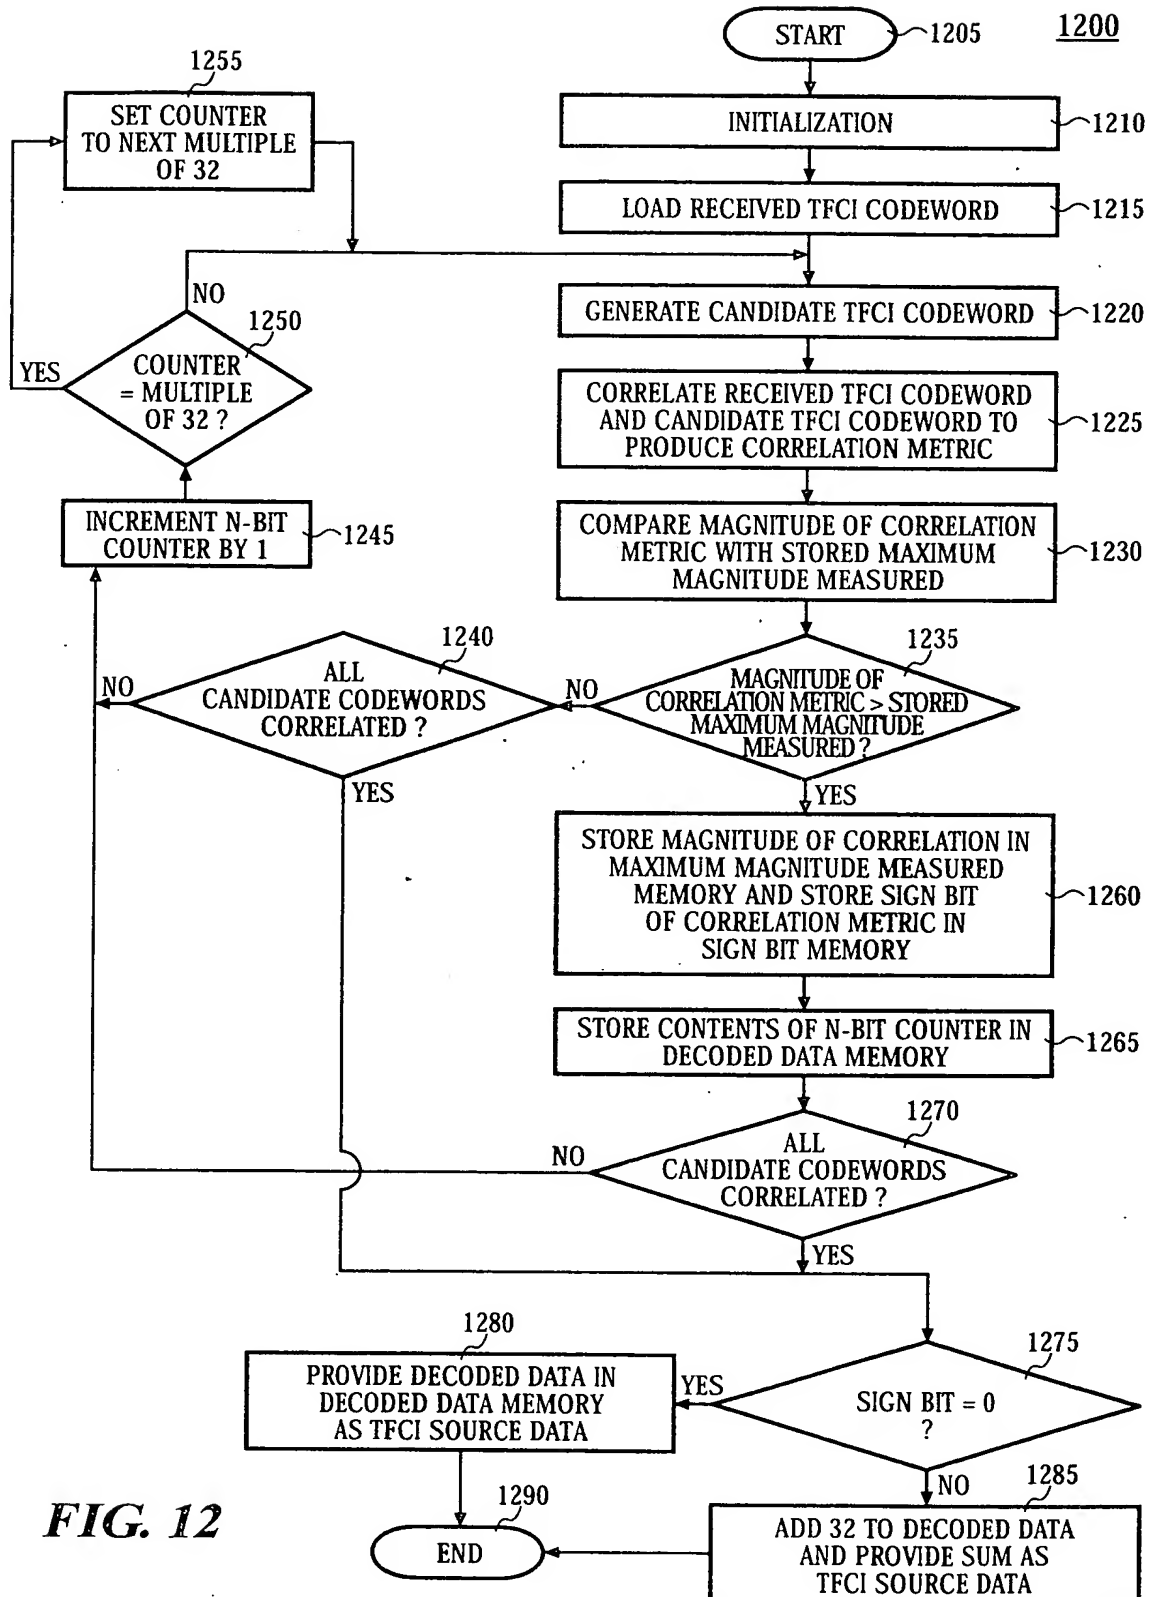 1200
START
1205
INITIALIZATION
1210
LOAD RECEIVED TFCI CODEWORD
1215
GENERATE CANDIDATE TFCI CODEWORD
1220
CORRELATE RECEIVED TFCI CODEWORD
AND CANDIDATE TFCI CODEWORD TO
PRODUCE CORRELATION METRIC
1225
COMPARE MAGNITUDE OF CORRELATION
METRIC WITH STORED MAXIMUM
MAGNITUDE MEASURED
1230
1235
MAGNITUDE OF
CORRELATION METRIC > STORED
MAXIMUM MAGNITUDE
MEASURED ?
NO
YES
1240
ALL
CANDIDATE CODEWORDS
CORRELATED ?
NO
YES
INCREMENT N-BIT
COUNTER BY 1
1245
1250
COUNTER
= MULTIPLE
OF 32 ?
NO
YES
1255
SET COUNTER
TO NEXT MULTIPLE
OF 32
STORE MAGNITUDE OF CORRELATION IN
MAXIMUM MAGNITUDE MEASURED
MEMORY AND STORE SIGN BIT
OF CORRELATION METRIC IN
SIGN BIT MEMORY
1260
STORE CONTENTS OF N-BIT COUNTER IN
DECODED DATA MEMORY
1265
1270
ALL
CANDIDATE CODEWORDS
CORRELATED ?
NO
YES
1275
SIGN BIT = 0
?
YES
NO
1280
PROVIDE DECODED DATA IN
DECODED DATA MEMORY
AS TFCI SOURCE DATA
1285
ADD 32 TO DECODED DATA
AND PROVIDE SUM AS
TFCI SOURCE DATA
1290
END
FIG. 12